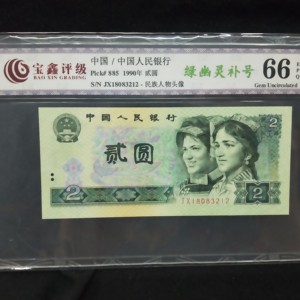 宝鑫评级
BAO XIN GRADING
中国 / 中国人民银行
Pick# 885 1990年 贰圆
S/N JX18083212 - 民族人物头像
绿幽灵补号
66
EPQ
Gem Uncirculated
中国人民银行
2
贰圆
2
2
JX18083212